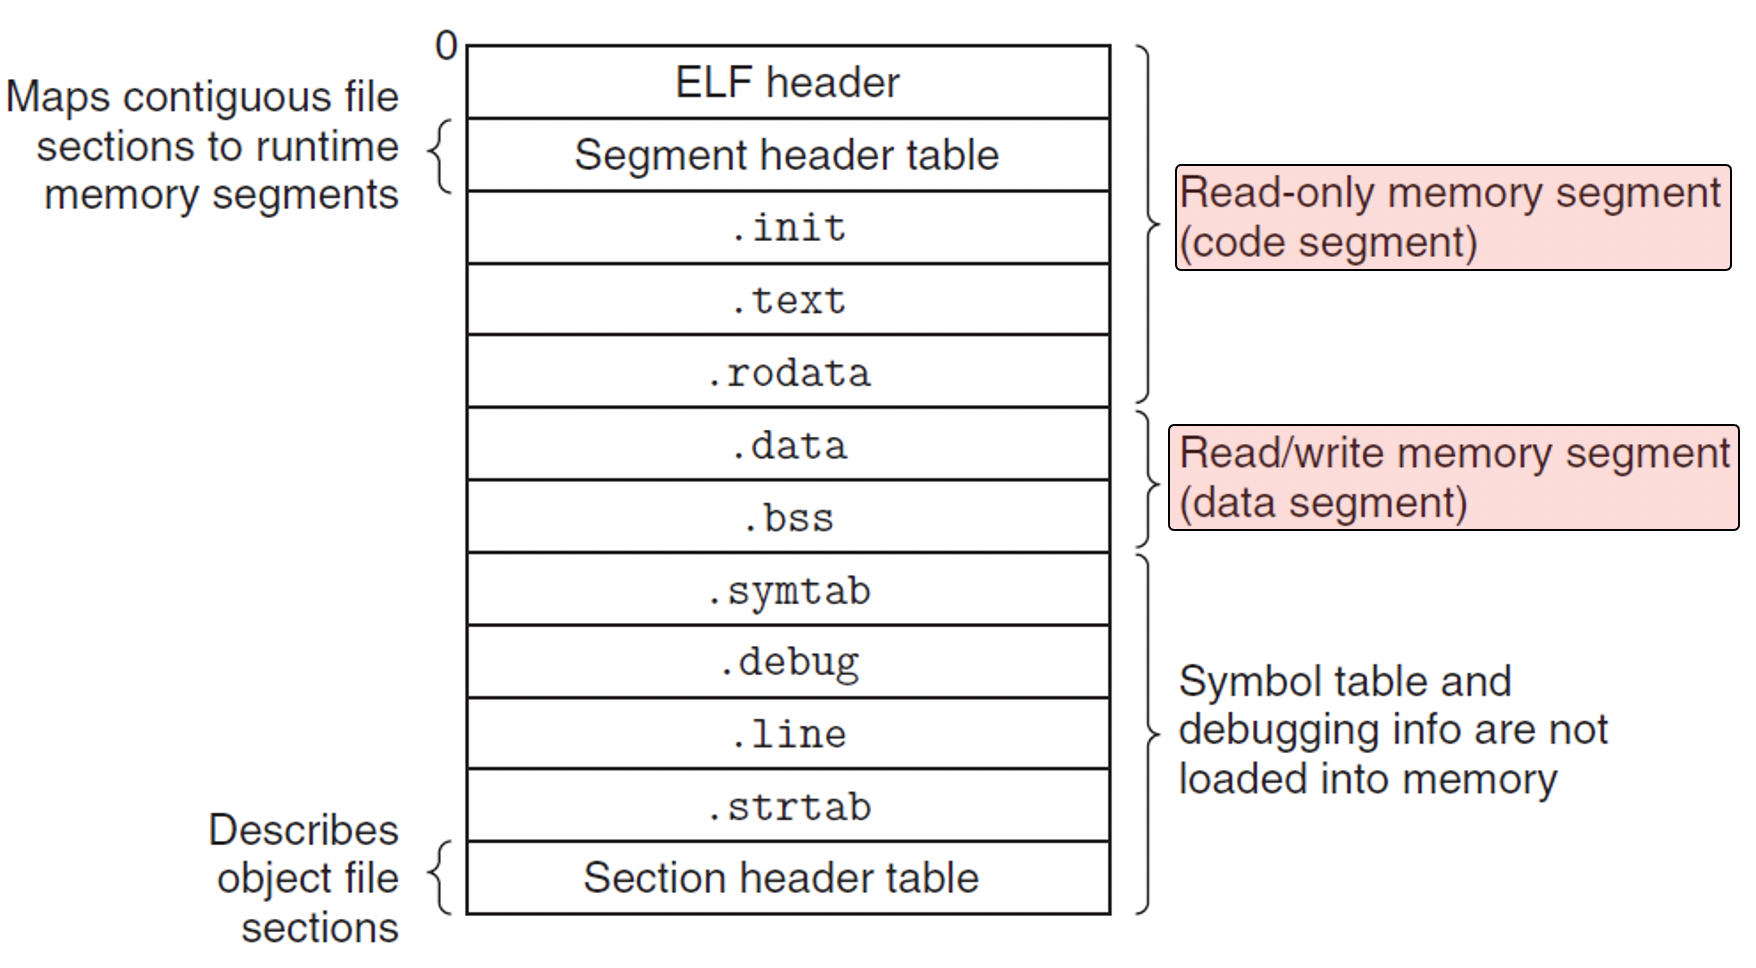 0
ELF header
Maps contiguous file
sections to runtime
memory segments
Segment header table
.init
.text
.rodata
Read-only memory segment
(code segment)
.data
.bss
Read/write memory segment
(data segment)
.symtab
.debug
.line
.strtab
Symbol table and
debugging info are not
loaded into memory
Describes
object file
sections
Section header table